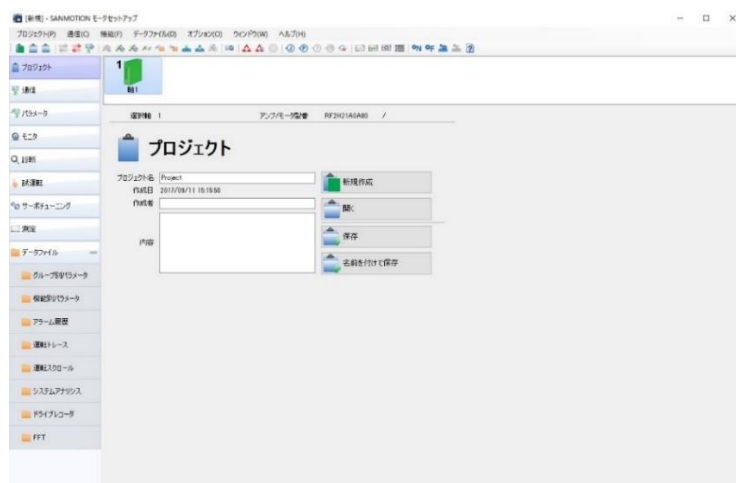 [新規] - SANMOTION モータセットアップ
プロジェクト(P) 通信(C) 機能(F) データファイル(D) オプション(O) ウインドウ(W) ヘルプ(H)
プロジェクト
通信
パラメータ
モニタ
診断
試運転
サーボチューニング
測定
データファイル
グループ別パラメータ
機能別パラメータ
アラーム履歴
運転トレース
運転スクロール
システムアナリシス
ドライブレコーダ
FFT
1
軸1
選択軸 1 アンプ/モータ型番 RF2H21A0A80 /
プロジェクト
プロジェクト名 Project
作成日 2017/09/11 15:15:56
作成者
内容
新規作成
開く
保存
名前を付けて保存